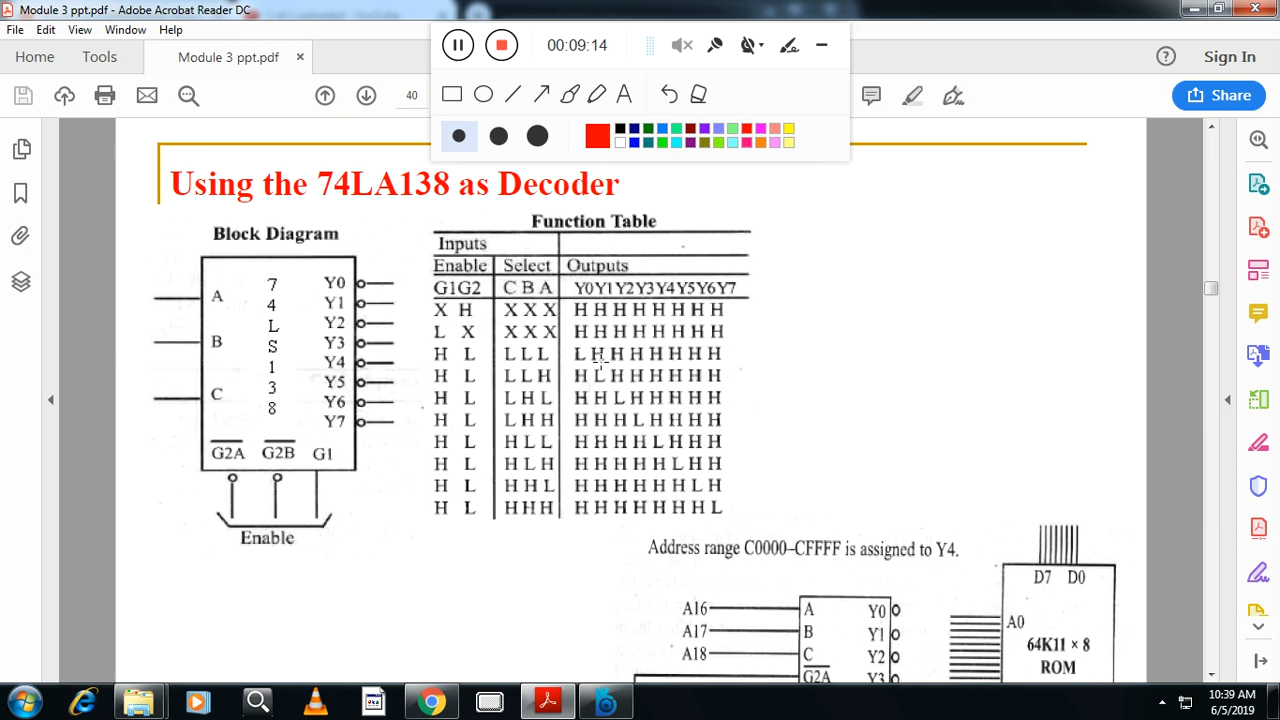 Module 3 ppt.pdf - Adobe Acrobat Reader DC
File Edit View Window Help
Home Tools Module 3 ppt.pdf ×
00:09:14
? Sign In
40
A
Share
Using the 74LA138 as Decoder
Block Diagram
7
4
L
S
1
3
8
A
B
C
Y0
Y1
Y2
Y3
Y4
Y5
Y6
Y7
G2A G2B G1
Enable
Function Table
Inputs
Enable Select Outputs
G1G2 C B A Y0Y1Y2Y3Y4Y5Y6Y7
X H X X X H H H H H H H H
L X X X X H H H H H H H H
H L L L L L H H H H H H H
H L L L H H L H H H H H H
H L L H L H H L H H H H H
H L L H H H H H L H H H H
H L H L L H H H H L H H H
H L H L H H H H H H L H H
H L H H L H H H H H H L H
H L H H H H H H H H H H L
Address range C0000–CFFFF is assigned to Y4.
A16 A Y0
A17 B Y1
A18 C Y2
G2A Y3
D7 D0
A0
64K11 × 8
ROM
10:39 AM
6/5/2019